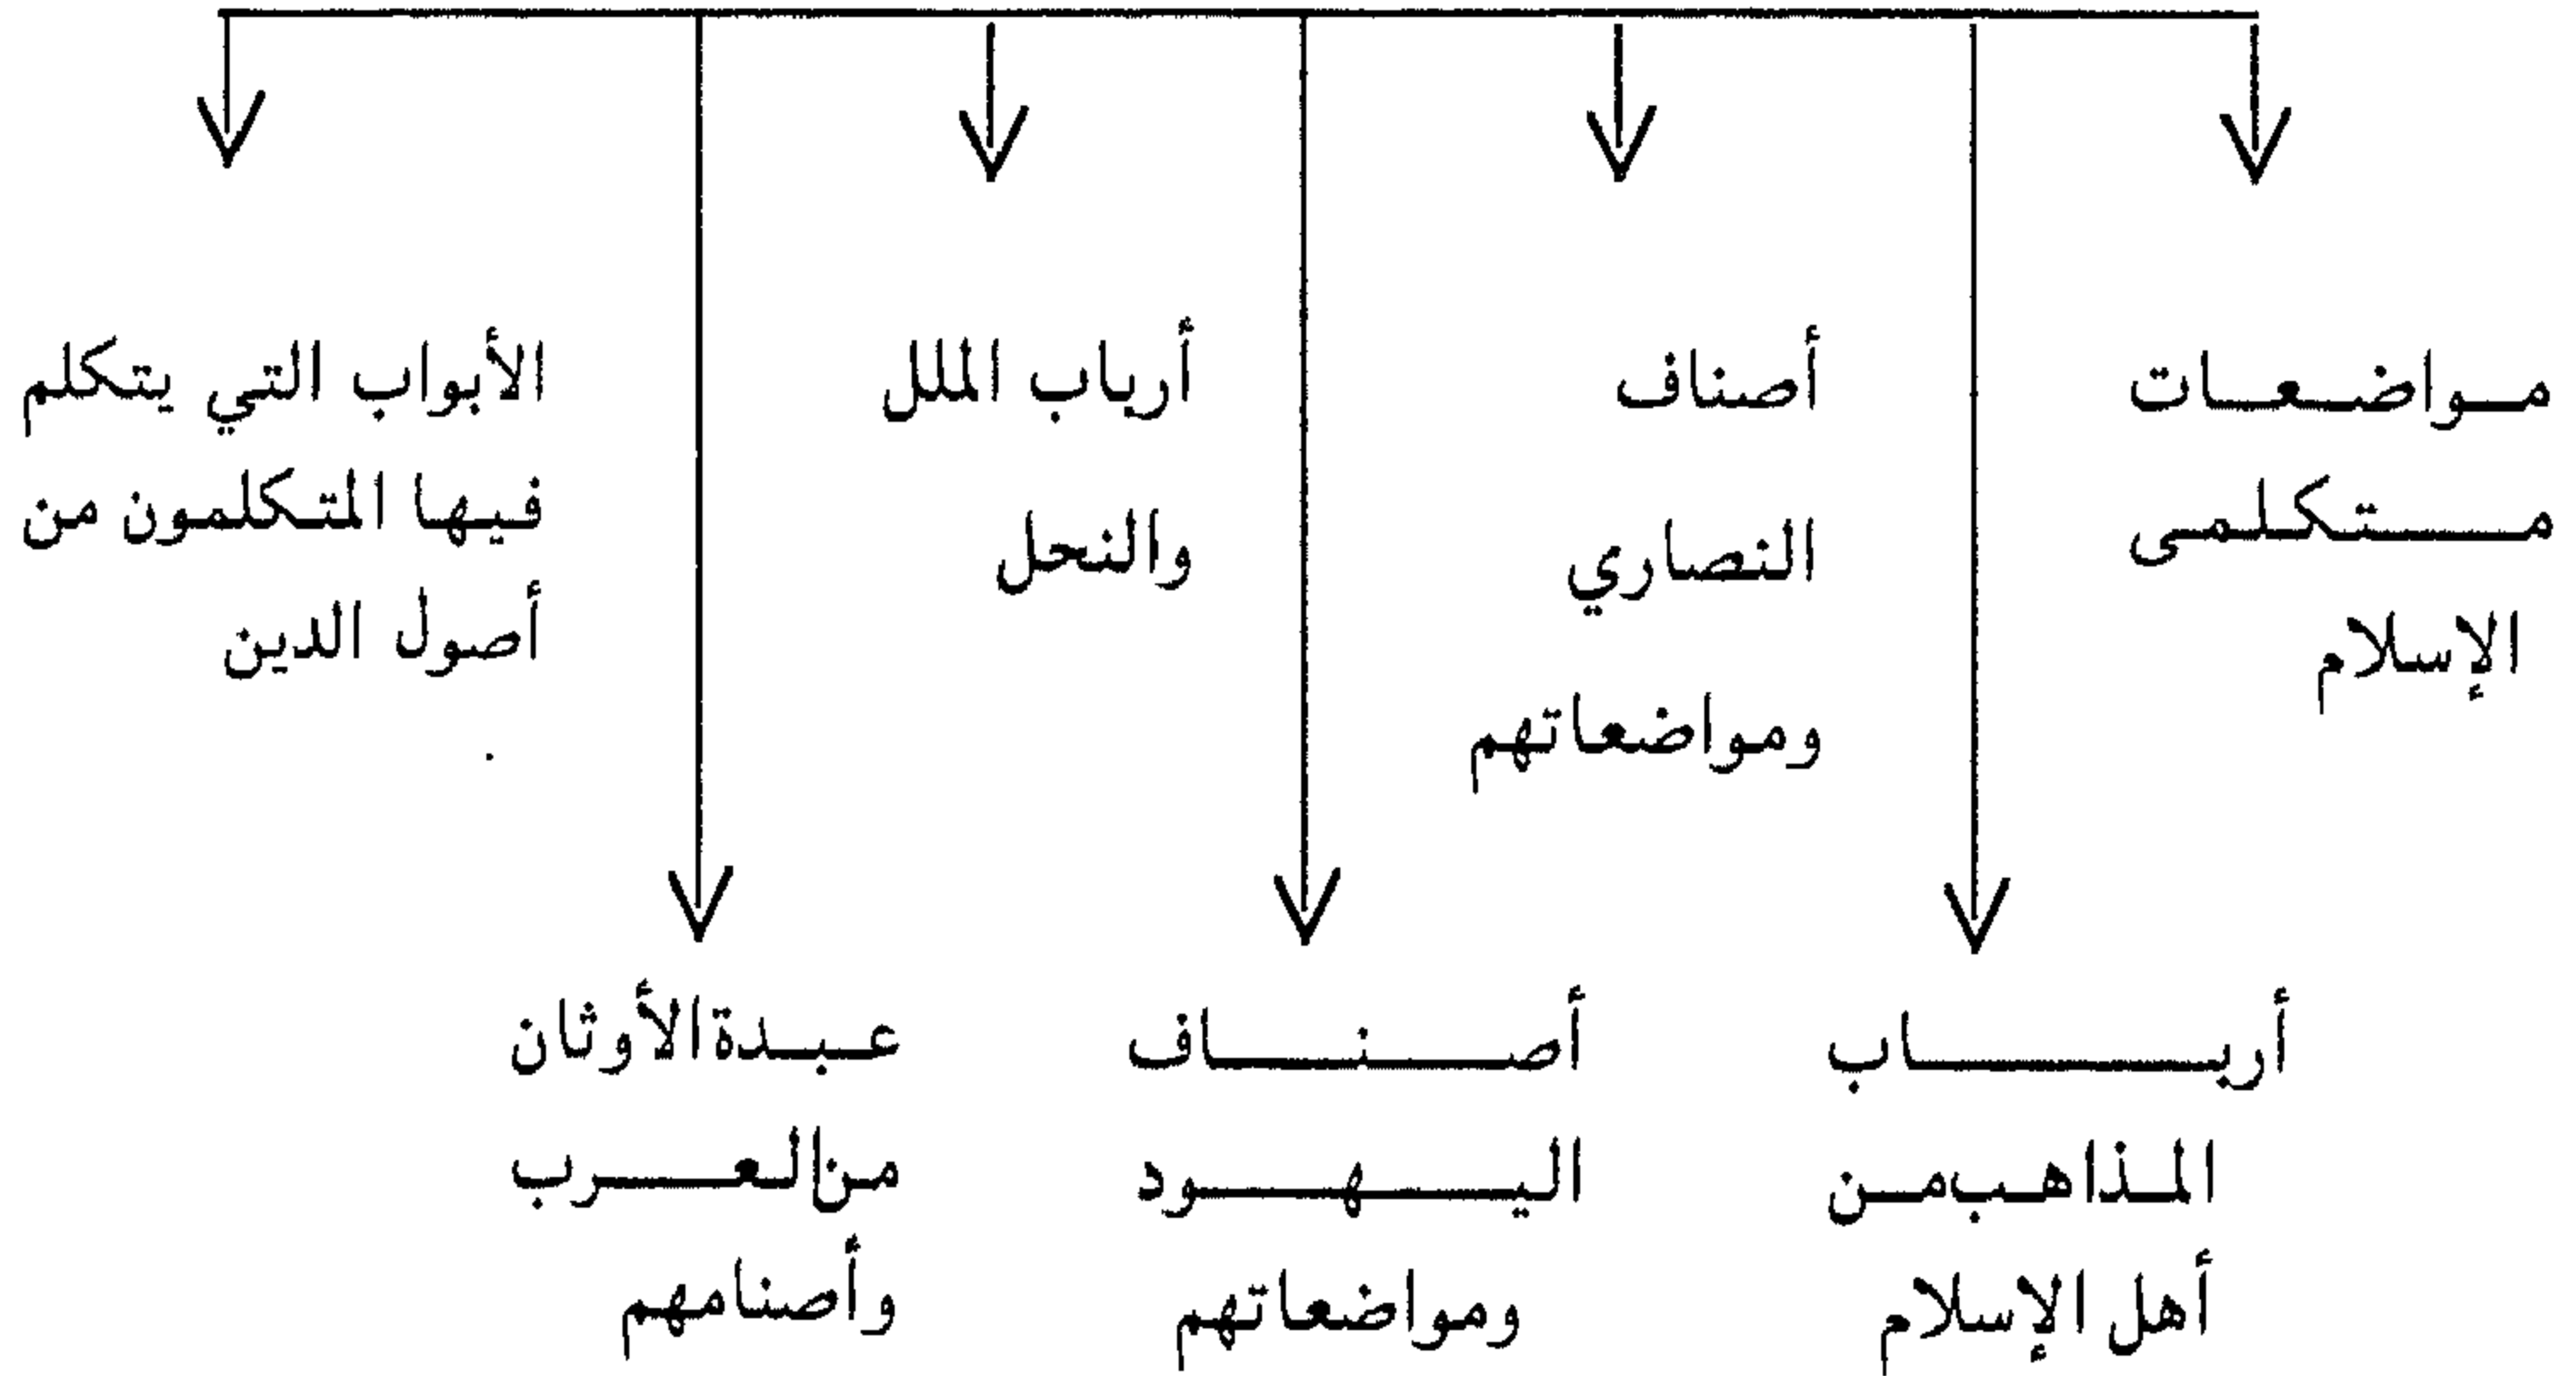 مواضعات
متكلمى
الإسلام
أرباب
المذاهب من
أهل الإسلام
أصناف
النصاري
ومواضعاتهم
أصناف
اليهود
ومواضعاتهم
أرباب الملل
والنحل
عبدة الأوثان
من العرب
وأصنامهم
الأبواب التي يتكلم
فيها المتكلمون من
أصول الدين